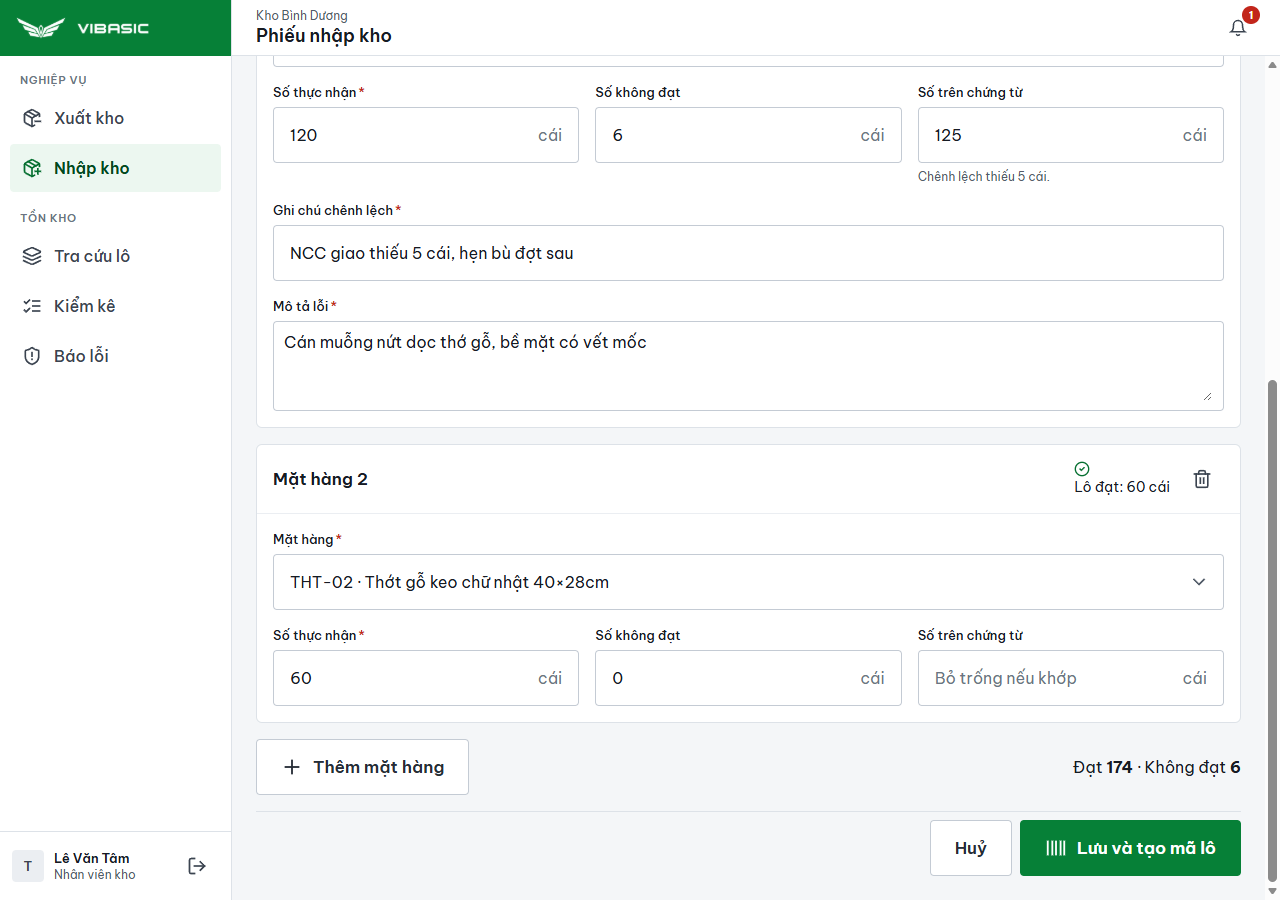 VIBASIC
Kho Bình Dương
Phiếu nhập kho
1
NGHIỆP VỤ
Xuất kho
Nhập kho
TỒN KHO
Tra cứu lô
Kiểm kê
Báo lỗi
Lê Văn Tâm
T
Nhân viên kho
Số thực nhận *
Số không đạt
Số trên chứng từ
120 cái
6 cái
125 cái
Chênh lệch thiếu 5 cái.
Ghi chú chênh lệch *
NCC giao thiếu 5 cái, hẹn bù đợt sau
Mô tả lỗi *
Cán muỗng nứt dọc thớ gỗ, bề mặt có vết mốc
Mặt hàng 2
Lô đạt: 60 cái
Mặt hàng *
THT-02 · Thớt gỗ keo chữ nhật 40×28cm
Số thực nhận *
Số không đạt
Số trên chứng từ
60 cái
0 cái
Bỏ trống nếu khớp cái
Thêm mặt hàng
Đạt 174 · Không đạt 6
Huỷ
Lưu và tạo mã lô